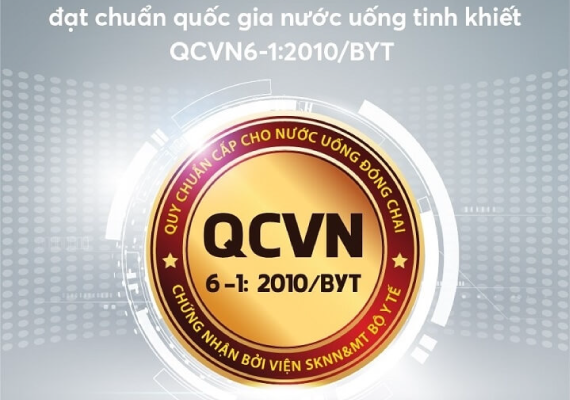 đạt chuẩn quốc gia nước uống tinh khiết
QCVN6-1:2010/BYT
QUY CHUẨN CẤP CHO NƯỚC UỐNG ĐÓNG CHAI
QCVN
6-1: 2010/BYT
CHỨNG NHẬN BỞI VIỆN SKNN&MT BỘ Y TẾ